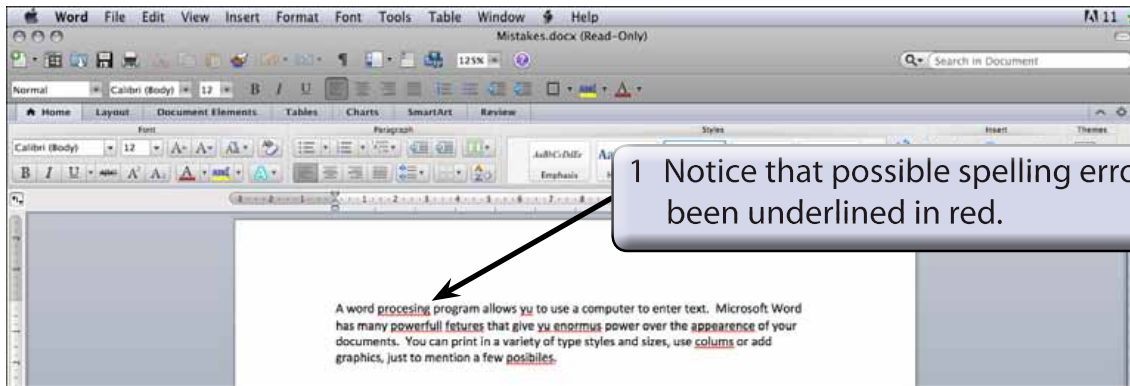 Word File Edit View Insert Format Font Tools Table Window Help
Mistakes.docx (Read-Only)
125%
Search in Document
Normal Calibri (Body) 12 B I U
Home Layout Document Elements Tables Charts SmartArt Review
Font Paragraph Styles Insert Themes
Calibri (Body) 12
B I U
AaBbCcDdEe
Emphasis
1 Notice that possible spelling erro
been underlined in red.
A word procesing program allows yu to use a computer to enter text. Microsoft Word
has many powerfull fetures that give yu enormus power over the appearence of your
documents. You can print in a variety of type styles and sizes, use colums or add
graphics, just to mention a few posibiles.